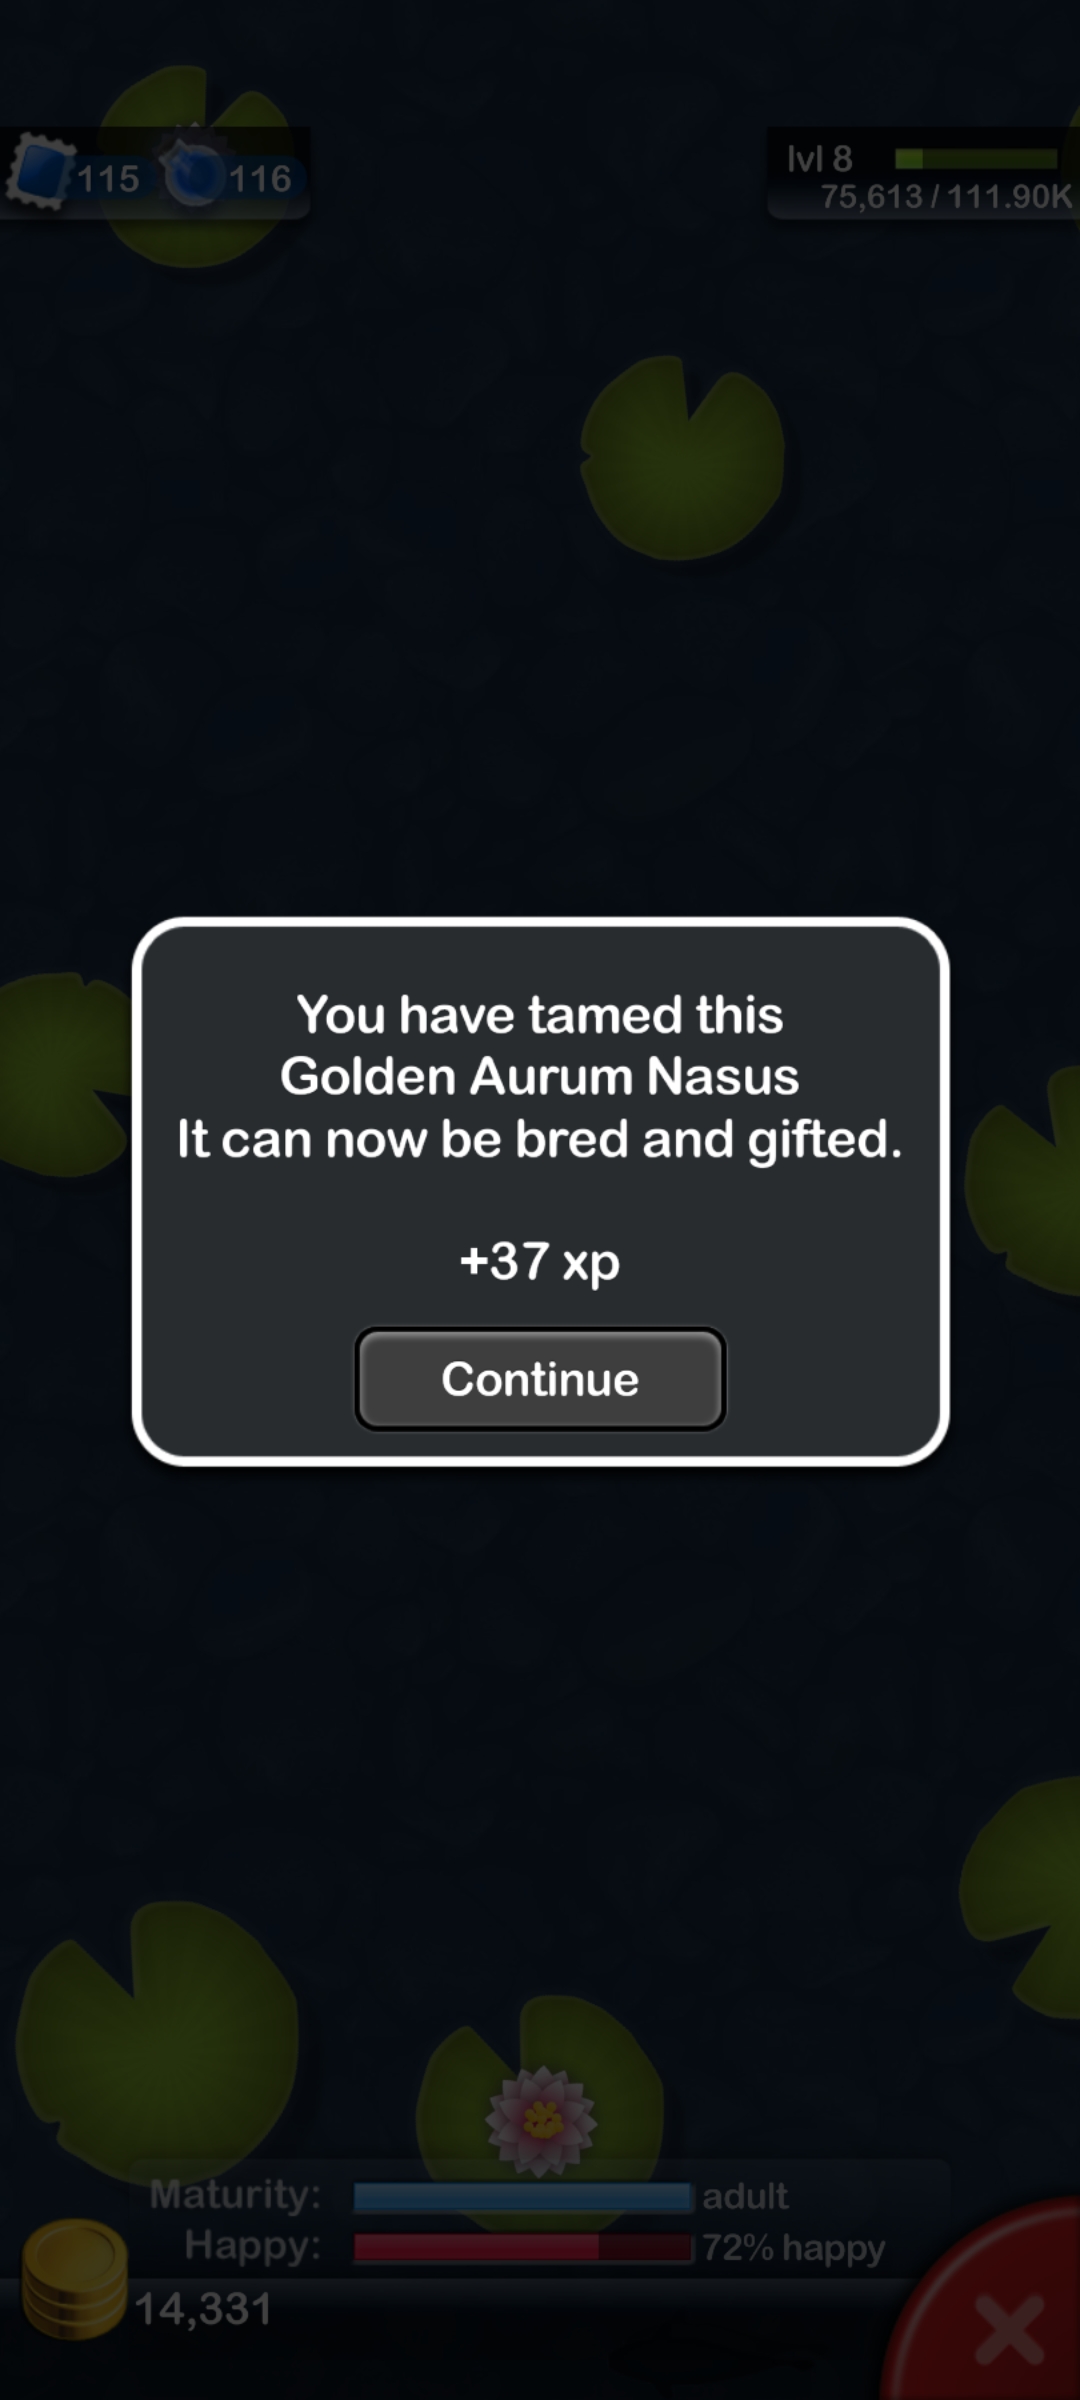 115 116
lvl 8
75,613 / 111.90K
You have tamed this
Golden Aurum Nasus
It can now be bred and gifted.
+37 xp
Continue
Maturity: adult
Happy: 72% happy
14,331